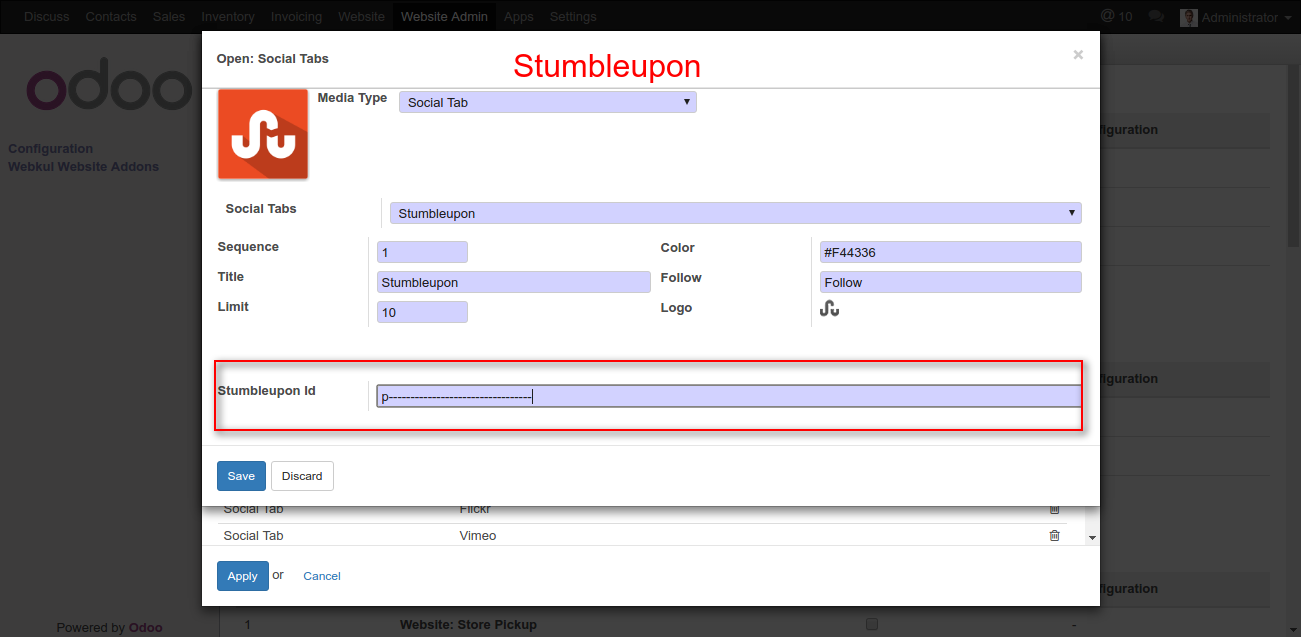 Discuss Contacts Sales Inventory Invoicing Website Website Admin Apps Settings @ 10 Administrator
Open: Social Tabs
Stumbleupon
×
odoo
Media Type Social Tab
Configuration
Webkul Website Addons
figuration
Social Tabs Stumbleupon
Sequence 1 Color #F44336
Title Stumbleupon Follow Follow
Limit 10 Logo
figuration
Stumbleupon Id p---------------------------------
Save Discard
Social Tab Flickr
Social Tab Vimeo
Apply or Cancel
figuration
Powered by Odoo
1 Website: Store Pickup -